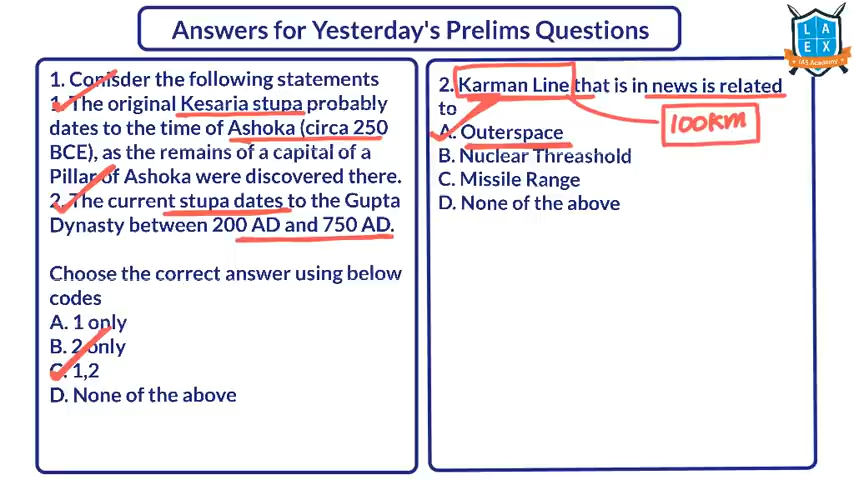 Answers for Yesterday's Prelims Questions
L A
E X
IAS Academy
1. Conisder the following statements
1. The original Kesaria stupa probably
dates to the time of Ashoka (circa 250
BCE), as the remains of a capital of a
Pillar of Ashoka were discovered there.
2. The current stupa dates to the Gupta
Dynasty between 200 AD and 750 AD.
Choose the correct answer using below
codes
A. 1 only
B. 2 only
C. 1,2
D. None of the above
2. Karman Line that is in news is related
to
100KM
A. Outerspace
B. Nuclear Threashold
C. Missile Range
D. None of the above